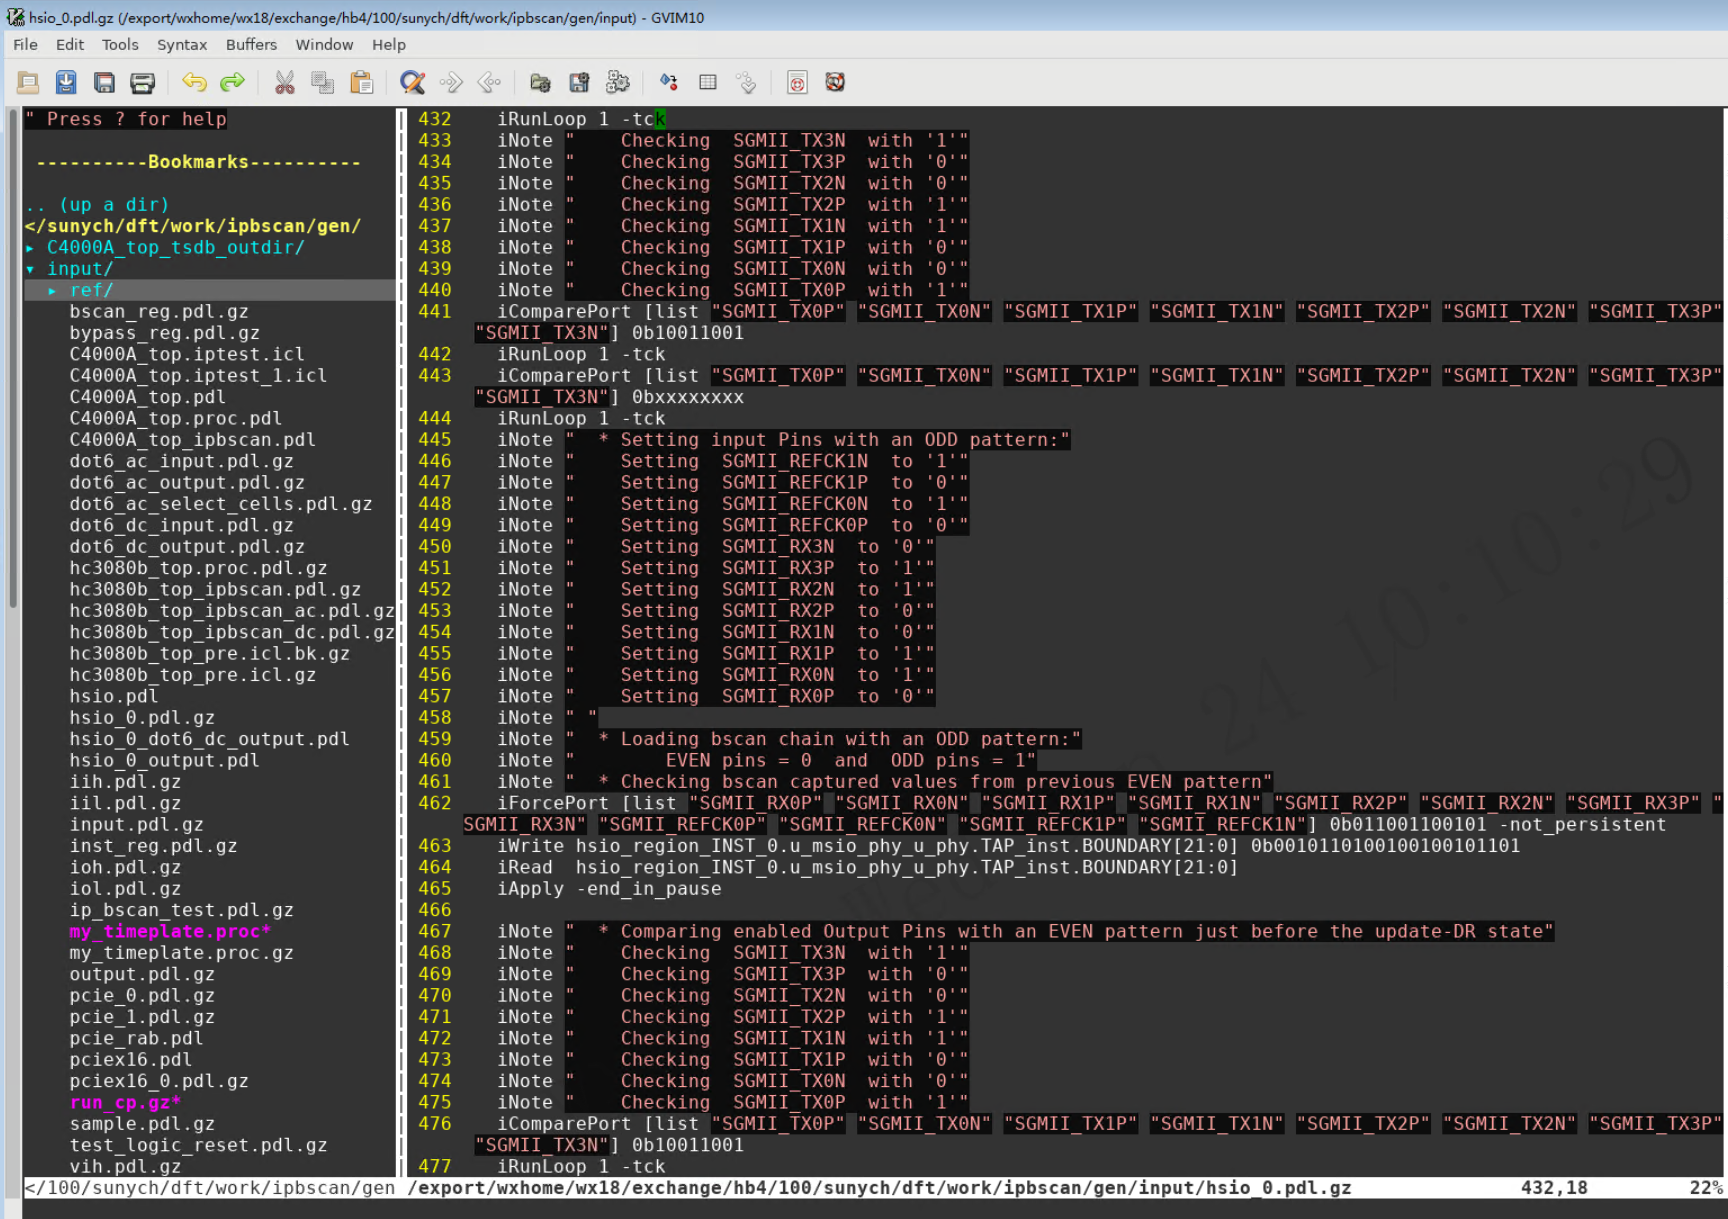 hsio_0.pdl.gz (/export/wxhome/wx18/exchange/hb4/100/sunych/dft/work/ipbscan/gen/input) - GVIM10
File Edit Tools Syntax Buffers Window Help
" Press ? for help
----------Bookmarks----------
.. (up a dir)
</sunych/dft/work/ipbscan/gen/
▸ C4000A_top_tsdb_outdir/
▾ input/
▸ ref/
bscan_reg.pdl.gz
bypass_reg.pdl.gz
C4000A_top.iptest.icl
C4000A_top.iptest_1.icl
C4000A_top.pdl
C4000A_top.proc.pdl
C4000A_top_ipbscan.pdl
dot6_ac_input.pdl.gz
dot6_ac_output.pdl.gz
dot6_ac_select_cells.pdl.gz
dot6_dc_input.pdl.gz
dot6_dc_output.pdl.gz
hc3080b_top.proc.pdl.gz
hc3080b_top_ipbscan.pdl.gz
hc3080b_top_ipbscan_ac.pdl.gz
hc3080b_top_ipbscan_dc.pdl.gz
hc3080b_top_pre.icl.bk.gz
hc3080b_top_pre.icl.gz
hsio.pdl
hsio_0.pdl.gz
hsio_0_dot6_dc_output.pdl
hsio_0_output.pdl
iih.pdl.gz
iil.pdl.gz
input.pdl.gz
inst_reg.pdl.gz
ioh.pdl.gz
iol.pdl.gz
ip_bscan_test.pdl.gz
my_timeplate.proc*
my_timeplate.proc.gz
output.pdl.gz
pcie_0.pdl.gz
pcie_1.pdl.gz
pcie_rab.pdl
pciex16.pdl
pciex16_0.pdl.gz
run_cp.gz*
sample.pdl.gz
test_logic_reset.pdl.gz
vih.pdl.gz
432 iRunLoop 1 -tck
433 iNote " Checking SGMII_TX3N with '1'"
434 iNote " Checking SGMII_TX3P with '0'"
435 iNote " Checking SGMII_TX2N with '0'"
436 iNote " Checking SGMII_TX2P with '1'"
437 iNote " Checking SGMII_TX1N with '1'"
438 iNote " Checking SGMII_TX1P with '0'"
439 iNote " Checking SGMII_TX0N with '0'"
440 iNote " Checking SGMII_TX0P with '1'"
441 iComparePort [list "SGMII_TX0P" "SGMII_TX0N" "SGMII_TX1P" "SGMII_TX1N" "SGMII_TX2P" "SGMII_TX2N" "SGMII_TX3P"
"SGMII_TX3N"] 0b10011001
442 iRunLoop 1 -tck
443 iComparePort [list "SGMII_TX0P" "SGMII_TX0N" "SGMII_TX1P" "SGMII_TX1N" "SGMII_TX2P" "SGMII_TX2N" "SGMII_TX3P"
"SGMII_TX3N"] 0bxxxxxxxx
444 iRunLoop 1 -tck
445 iNote " * Setting input Pins with an ODD pattern:"
446 iNote " Setting SGMII_REFCK1N to '1'"
447 iNote " Setting SGMII_REFCK1P to '0'"
448 iNote " Setting SGMII_REFCK0N to '1'"
449 iNote " Setting SGMII_REFCK0P to '0'"
450 iNote " Setting SGMII_RX3N to '0'"
451 iNote " Setting SGMII_RX3P to '1'"
452 iNote " Setting SGMII_RX2N to '1'"
453 iNote " Setting SGMII_RX2P to '0'"
454 iNote " Setting SGMII_RX1N to '0'"
455 iNote " Setting SGMII_RX1P to '1'"
456 iNote " Setting SGMII_RX0N to '1'"
457 iNote " Setting SGMII_RX0P to '0'"
458 iNote " "
459 iNote " * Loading bscan chain with an ODD pattern:"
460 iNote " EVEN pins = 0 and ODD pins = 1"
461 iNote " * Checking bscan captured values from previous EVEN pattern"
462 iForcePort [list "SGMII_RX0P" "SGMII_RX0N" "SGMII_RX1P" "SGMII_RX1N" "SGMII_RX2P" "SGMII_RX2N" "SGMII_RX3P" "
SGMII_RX3N" "SGMII_REFCK0P" "SGMII_REFCK0N" "SGMII_REFCK1P" "SGMII_REFCK1N"] 0b011001100101 -not_persistent
463 iWrite hsio_region_INST_0.u_msio_phy_u_phy.TAP_inst.BOUNDARY[21:0] 0b0010110100100100101101
464 iRead hsio_region_INST_0.u_msio_phy_u_phy.TAP_inst.BOUNDARY[21:0]
465 iApply -end_in_pause
466
467 iNote " * Comparing enabled Output Pins with an EVEN pattern just before the update-DR state"
468 iNote " Checking SGMII_TX3N with '1'"
469 iNote " Checking SGMII_TX3P with '0'"
470 iNote " Checking SGMII_TX2N with '0'"
471 iNote " Checking SGMII_TX2P with '1'"
472 iNote " Checking SGMII_TX1N with '1'"
473 iNote " Checking SGMII_TX1P with '0'"
474 iNote " Checking SGMII_TX0N with '0'"
475 iNote " Checking SGMII_TX0P with '1'"
476 iComparePort [list "SGMII_TX0P" "SGMII_TX0N" "SGMII_TX1P" "SGMII_TX1N" "SGMII_TX2P" "SGMII_TX2N" "SGMII_TX3P"
"SGMII_TX3N"] 0b10011001
477 iRunLoop 1 -tck
</100/sunych/dft/work/ipbscan/gen /export/wxhome/wx18/exchange/hb4/100/sunych/dft/work/ipbscan/gen/input/hsio_0.pdl.gz 432,18 22%
24 10:10:29